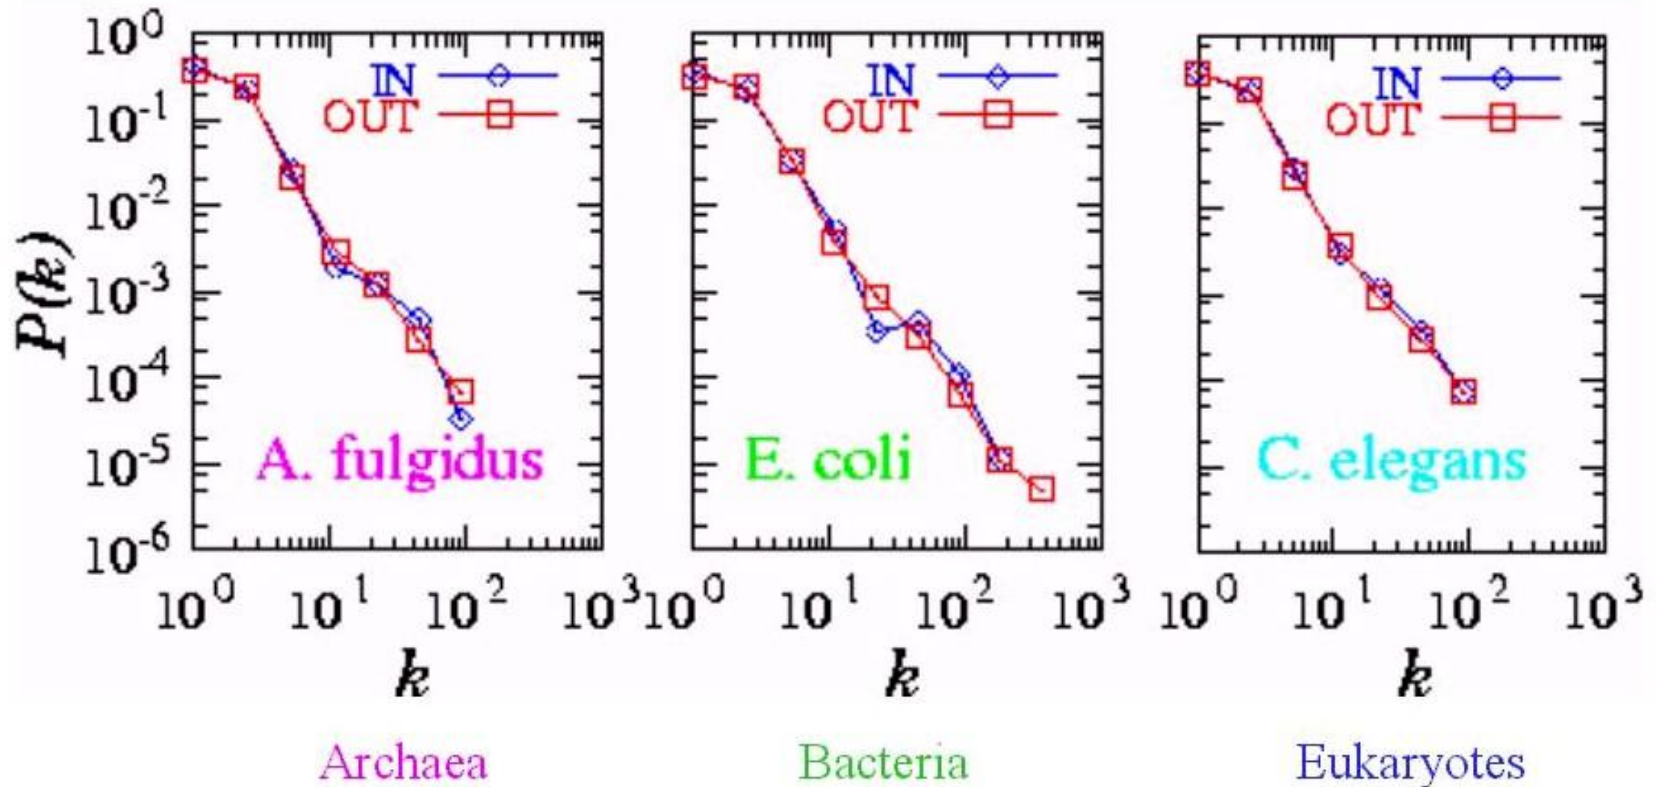 10^0
10^-1
10^-2
10^-3
10^-4
10^-5
10^-6
P(k)
IN
OUT
A. fulgidus
10^0 10^1 10^2 10^3
k
IN
OUT
E. coli
10^0 10^1 10^2 10^3
k
IN
OUT
C. elegans
10^0 10^1 10^2 10^3
k
Archaea Bacteria Eukaryotes